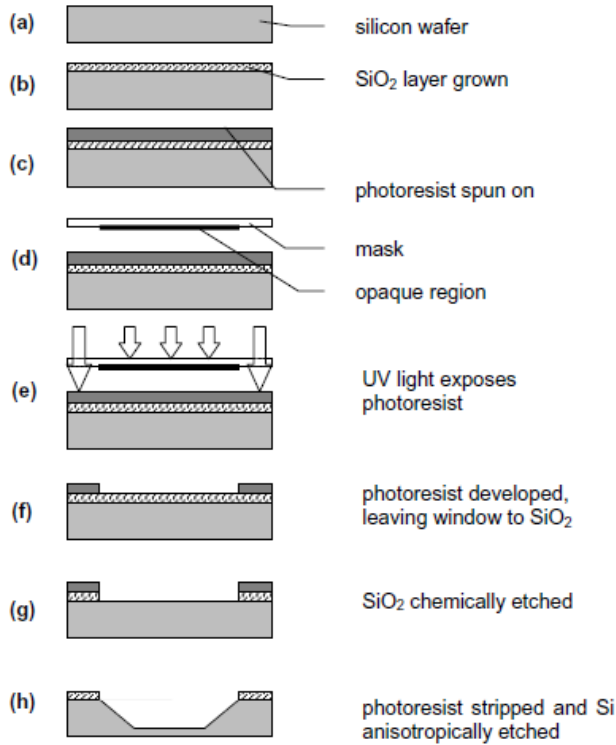 (a)
silicon wafer
(b)
SiO₂ layer grown
(c)
photoresist spun on
mask
(d)
opaque region
(e)
UV light exposes
photoresist
(f)
photoresist developed,
leaving window to SiO₂
(g)
SiO₂ chemically etched
(h)
photoresist stripped and Si
anisotropically etched